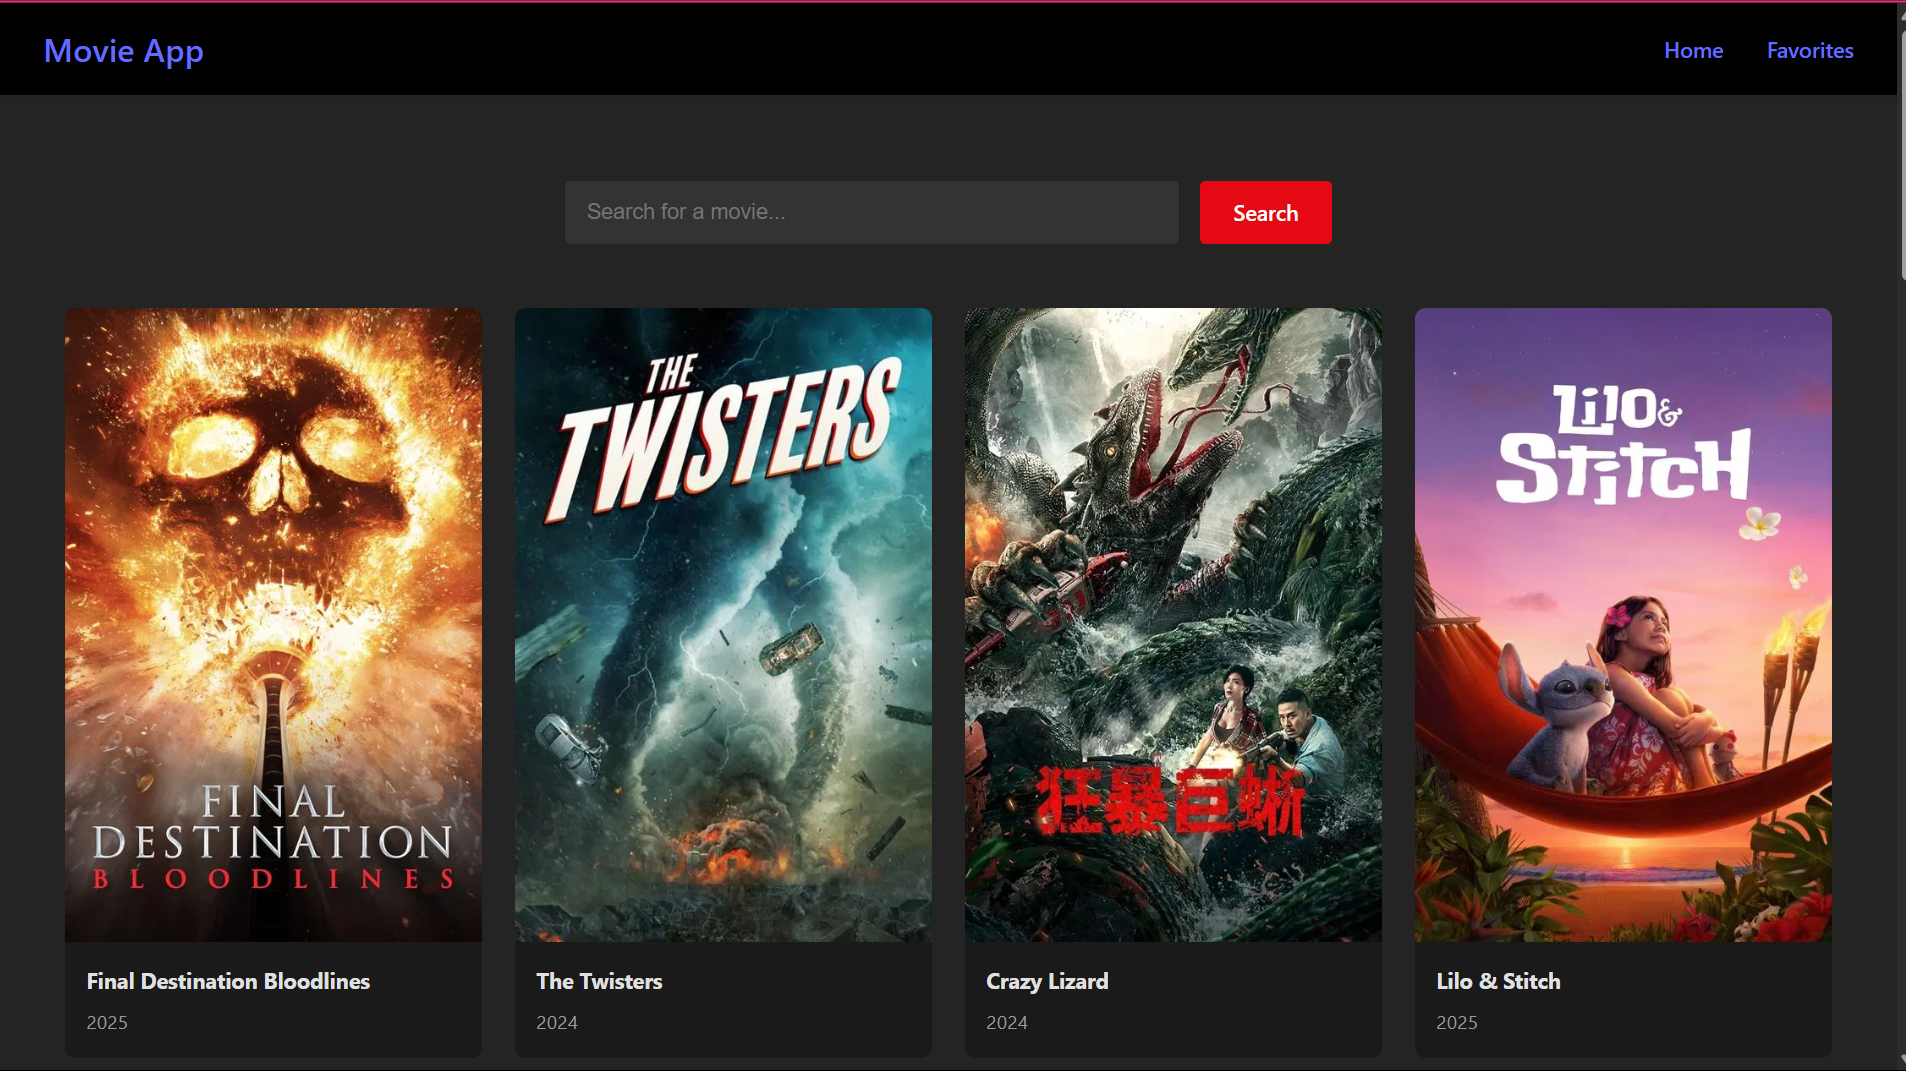 Movie App
Home
Favorites
Search for a movie...
Search
THE
TWISTERS
LiLO &
STiTCH
狂暴巨蜥
FINAL
DESTINATION
BLOODLINES
Final Destination Bloodlines
2025
The Twisters
2024
Crazy Lizard
2024
Lilo & Stitch
2025